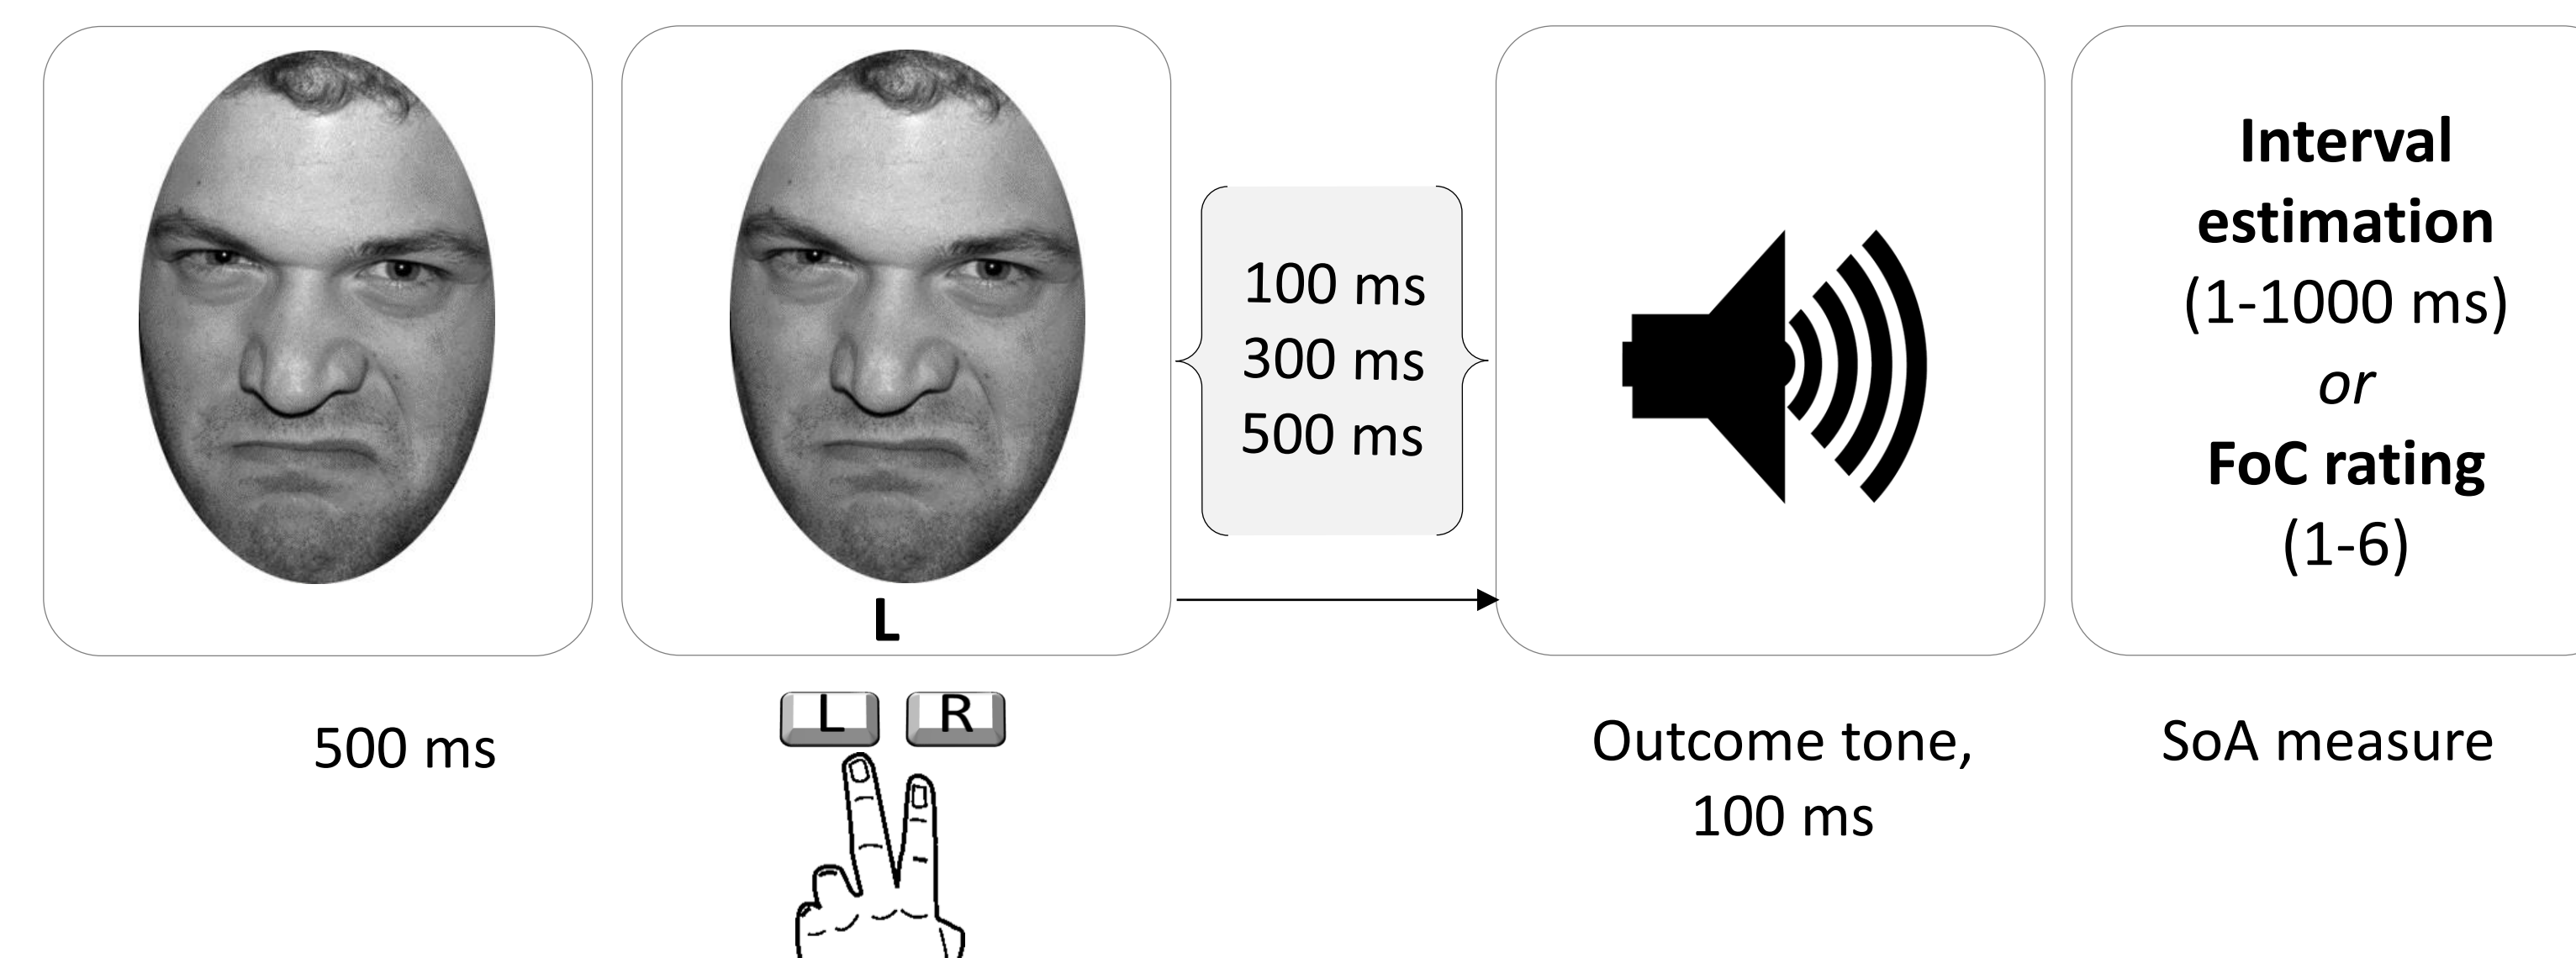 500 ms
L
L R
100 ms
300 ms
500 ms
Outcome tone,
100 ms
Interval
estimation
(1-1000 ms)
or
FoC rating
(1-6)
SoA measure